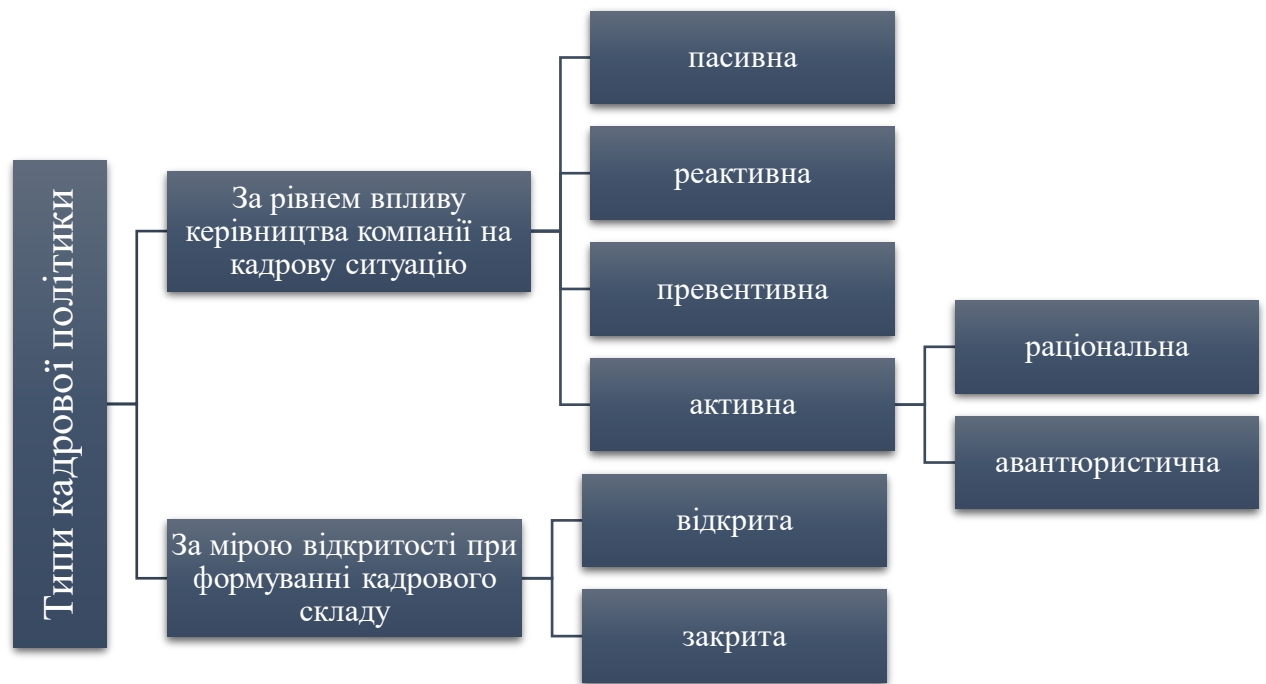 Типи кадрової політики
За рівнем впливу
керівництва компанії на
кадрову ситуацію
пасивна
реактивна
превентивна
активна
раціональна
авантюристична
За мірою відкритості при
формуванні кадрового
складу
відкрита
закрита